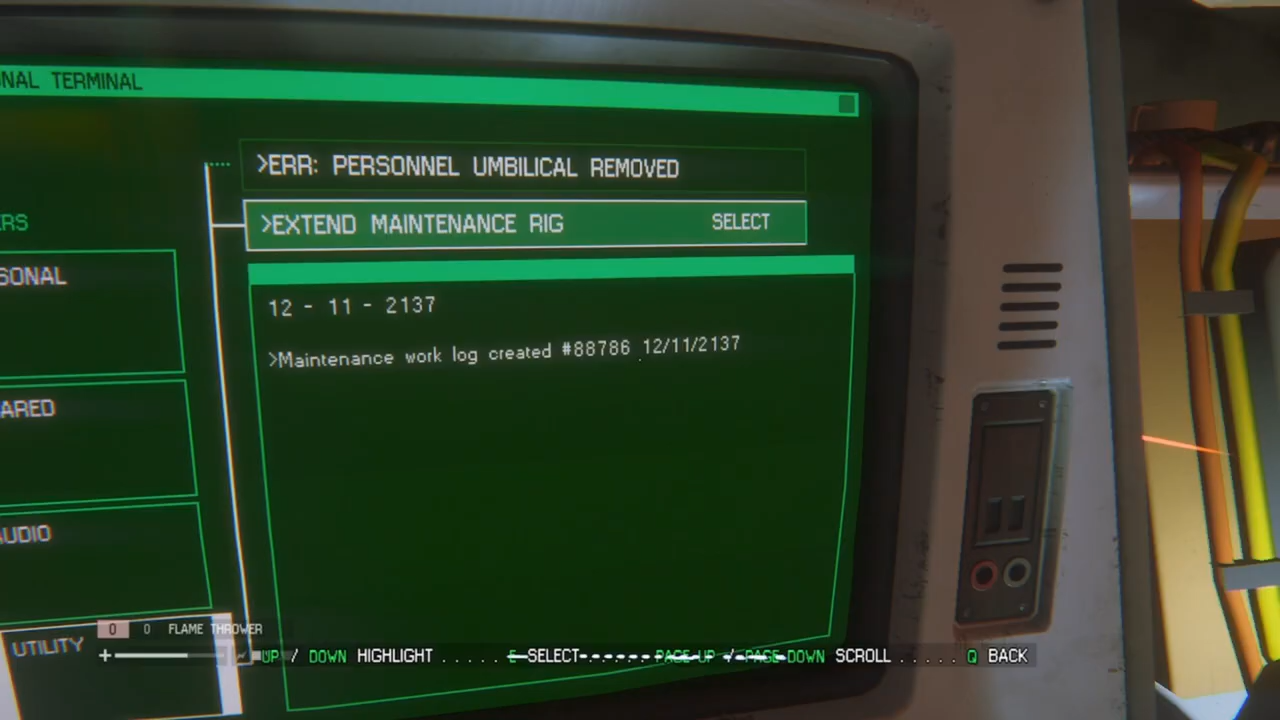 NAL TERMINAL
>ERR: PERSONNEL UMBILICAL REMOVED
>EXTEND MAINTENANCE RIG SELECT
ERS
SONAL
12 - 11 - 2137
>Maintenance work log created #88786 12/11/2137
ARED
AUDIO
UTILITY
0 0 FLAME THROWER
UP / DOWN HIGHLIGHT ..... E SELECT ...... PAGE UP / PAGE DOWN SCROLL ..... Q BACK